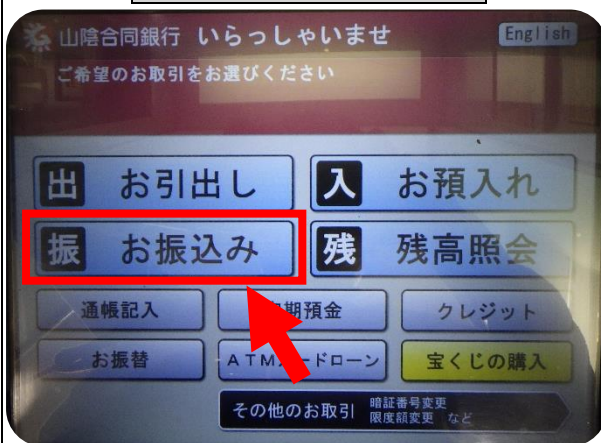 山陰合同銀行 いらっしゃいませ English
ご希望のお取引をお選びください
出 お引出し 入 お預入れ
振 お振込み 残 残高照会
通帳記入 期預金 クレジット
お振替 ATM ードローン 宝くじの購入
その他のお取引 暗証番号変更
限度額変更 など